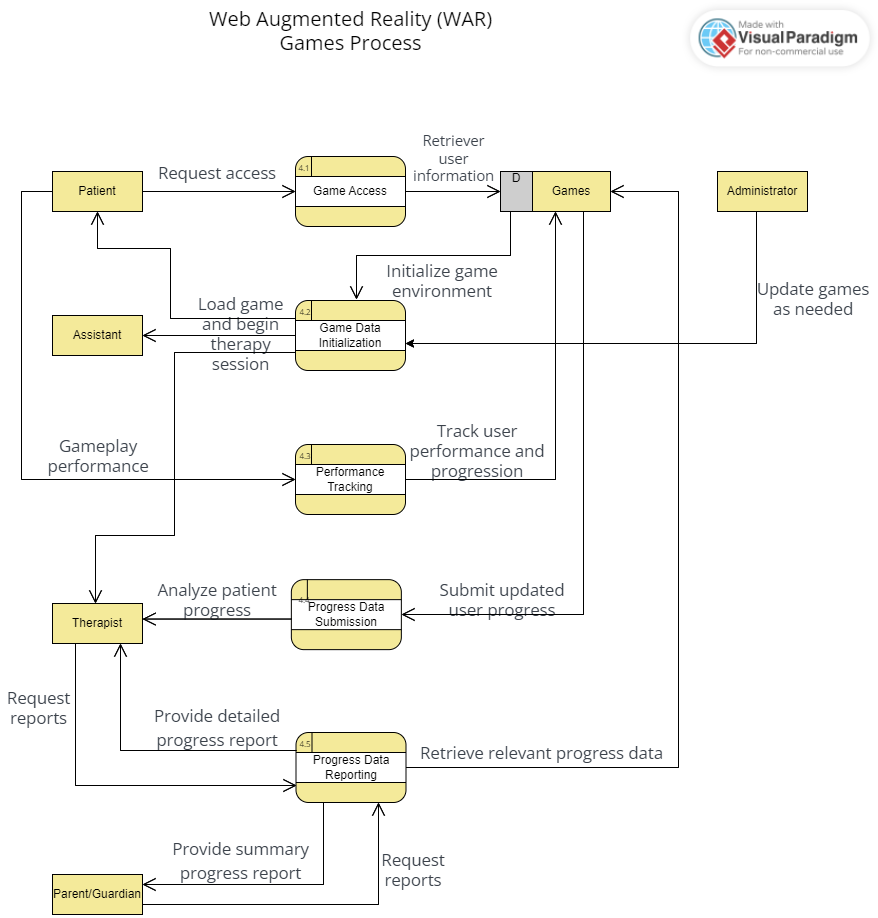 Web Augmented Reality (WAR)
Games Process
Made with
VisualParadigm
For non-commercial use
Patient
Request access
4.1
Game Access
Retriever
user
information
D
Games
Administrator
Initialize game
environment
Update games
as needed
Assistant
Load game
and begin
therapy
session
4.2
Game Data
Initialization
Gameplay
performance
4.3
Performance
Tracking
Track user
performance and
progression
Therapist
Analyze patient
progress
4.4
Progress Data
Submission
Submit updated
user progress
Request
reports
Provide detailed
progress report
4.5
Progress Data
Reporting
Retrieve relevant progress data
Provide summary
progress report
Request
reports
Parent/Guardian